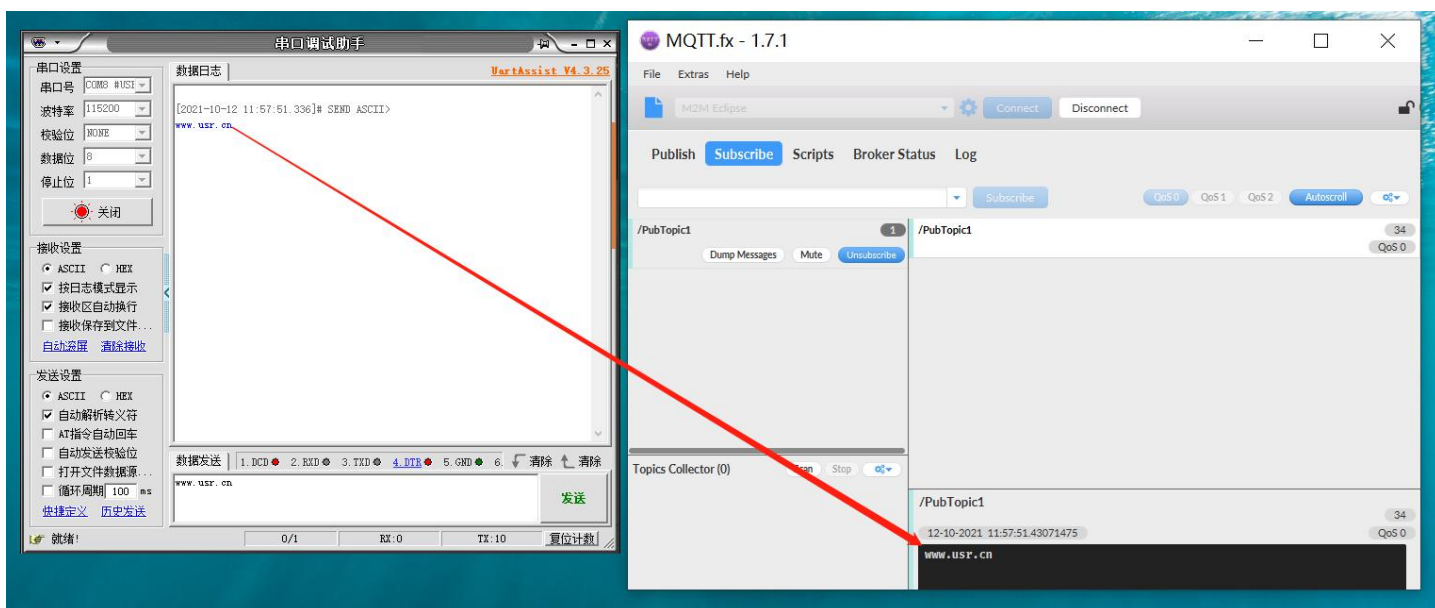 串口调试助手
串口设置
串口号 COM8 #USI
波特率 115200
校验位 NONE
数据位 8
停止位 1
关闭
接收设置
ASCII HEX
按日志模式显示
接收区自动换行
接收保存到文件...
自动滚屏 清除接收
发送设置
ASCII HEX
自动解析转义符
AT指令自动回车
自动发送校验位
打开文件数据源...
循环周期 100 ms
快捷定义 历史发送
数据日志 UartAssist V4.3.25
[2021-10-12 11:57:51.336]# SEND ASCII>
www.usr.cn
数据发送 1.DCD 2.RXD 3.TXD 4.DTR 5.GND 6. 清除 清除
www.usr.cn
发送
就绪! 0/1 RX:0 TX:10 复位计数
MQTT.fx - 1.7.1
File Extras Help
M2M Eclipse Connect Disconnect
Publish Subscribe Scripts Broker Status Log
Subscribe QoS 0 QoS 1 QoS 2 Autoscroll
/PubTopic1 1
Dump Messages Mute Unsubscribe
/PubTopic1 34
QoS 0
Topics Collector (0) Stop
/PubTopic1
34
12-10-2021 11:57:51.43071475 QoS 0
www.usr.cn